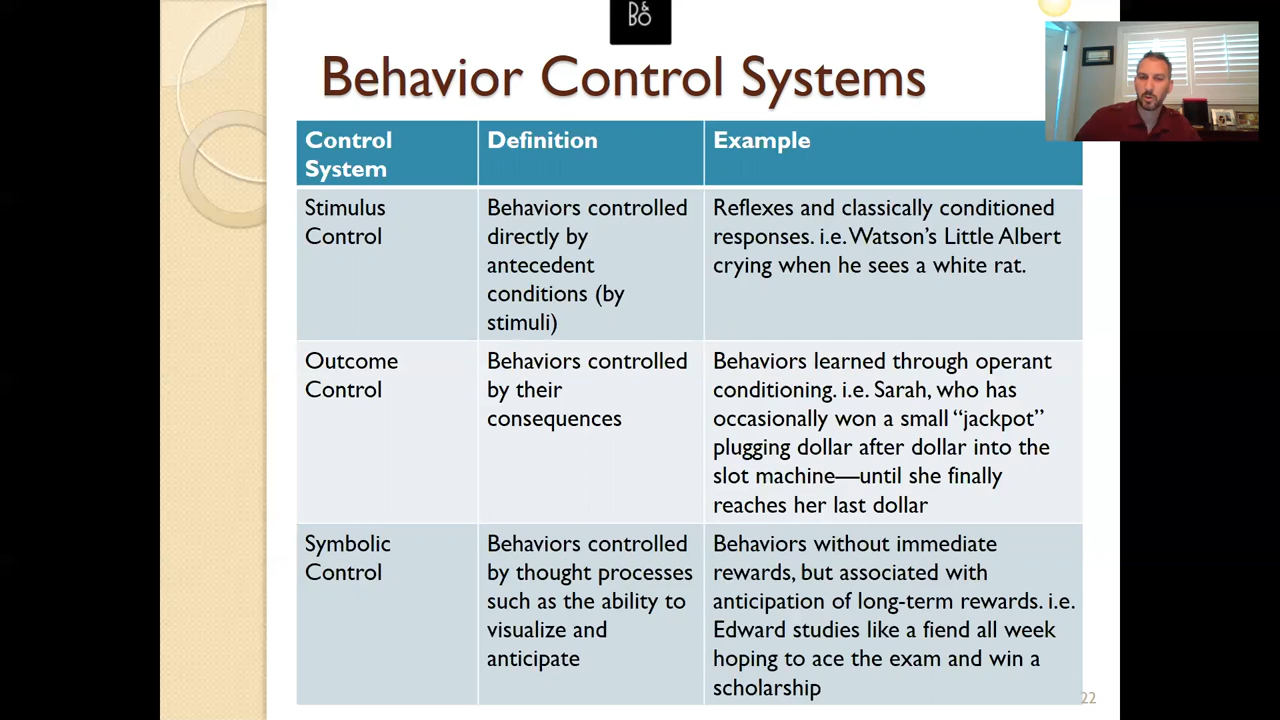 D&
BO
Behavior Control Systems
Control
System
Definition
Example
Stimulus
Control
Behaviors controlled
directly by
antecedent
conditions (by
stimuli)
Reflexes and classically conditioned
responses. i.e. Watson’s Little Albert
crying when he sees a white rat.
Outcome
Control
Behaviors controlled
by their
consequences
Behaviors learned through operant
conditioning. i.e. Sarah, who has
occasionally won a small “jackpot”
plugging dollar after dollar into the
slot machine—until she finally
reaches her last dollar
Symbolic
Control
Behaviors controlled
by thought processes
such as the ability to
visualize and
anticipate
Behaviors without immediate
rewards, but associated with
anticipation of long-term rewards. i.e.
Edward studies like a fiend all week
hoping to ace the exam and win a
scholarship
22